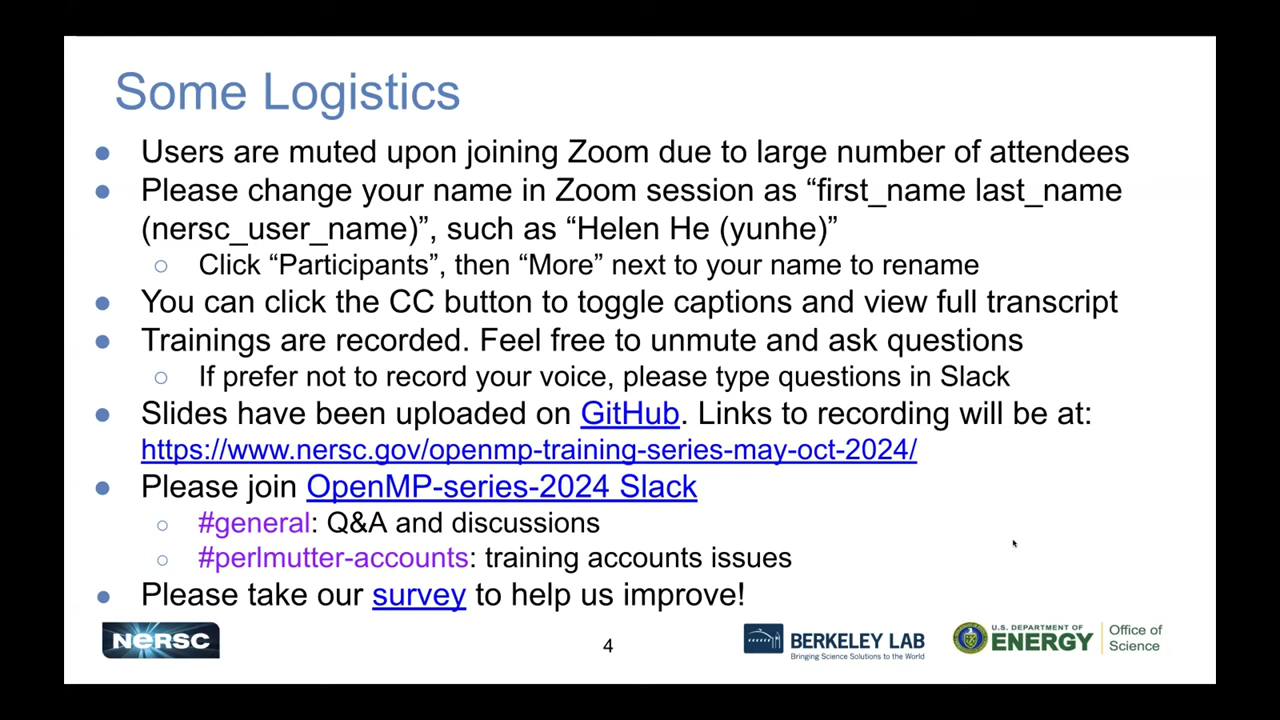 Some Logistics
● Users are muted upon joining Zoom due to large number of attendees
● Please change your name in Zoom session as “first_name last_name
(nersc_user_name)”, such as “Helen He (yunhe)”
○ Click “Participants”, then “More” next to your name to rename
● You can click the CC button to toggle captions and view full transcript
● Trainings are recorded. Feel free to unmute and ask questions
○ If prefer not to record your voice, please type questions in Slack
● Slides have been uploaded on GitHub. Links to recording will be at:
https://www.nersc.gov/openmp-training-series-may-oct-2024/
● Please join OpenMP-series-2024 Slack
○ #general: Q&A and discussions
○ #perlmutter-accounts: training accounts issues
● Please take our survey to help us improve!
NERSC
4
BERKELEY LAB
Bringing Science Solutions to the World
U.S. DEPARTMENT OF
ENERGY
Office of
Science